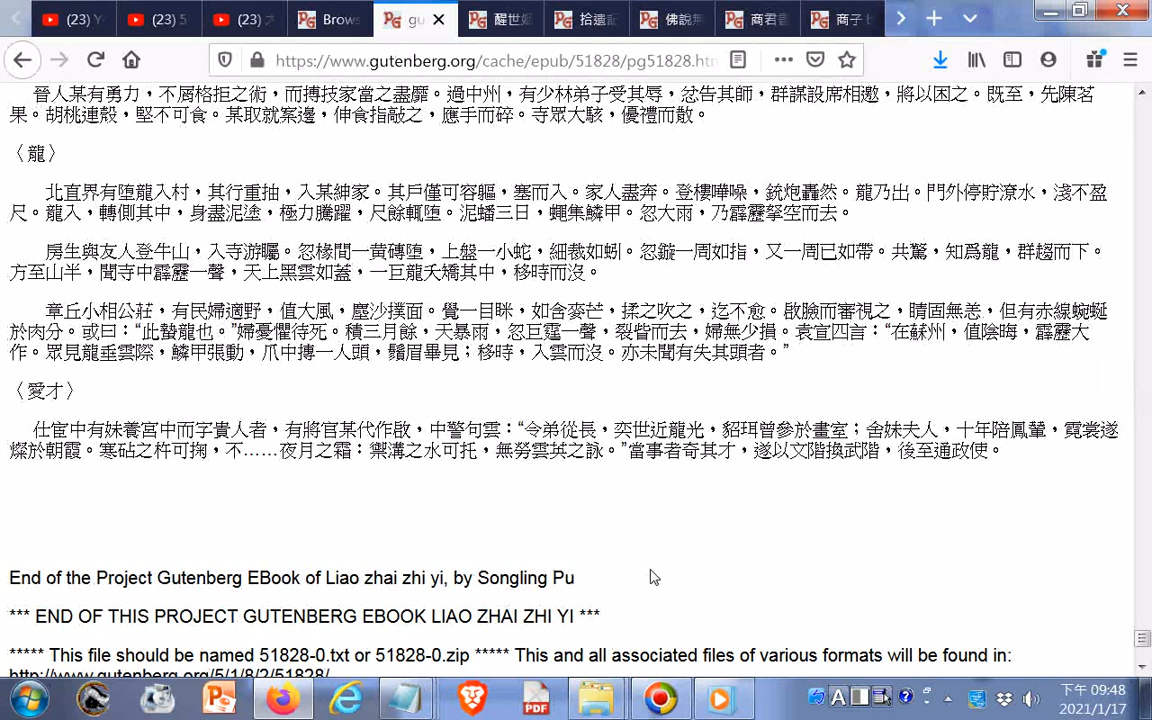 (23) Y
(23) 5
(23) ㄊ
Brows
gu
醒世姻
拾遺記
佛說無
商君書
商子 b
https://www.gutenberg.org/cache/epub/51828/pg51828.htm
晉人某有勇力，不屑格拒之術，而搏技家當之盡靡。過中州，有少林弟子受其辱，忿告其師，群謀設席相邀，將以困之。既至，先陳茗
果。胡桃連殼，堅不可食。某取就案邊，伸食指敲之，應手而碎。寺眾大駭，優禮而散。
〈龍〉
北直界有堕龍入村，其行重拙，入某紳家。其戶僅可容軀，塞而入。家人盡奔。登樓嘩噪，銃炮轟然。龍乃出。門外停貯潦水，淺不盈
尺。龍入，轉側其中，身盡泥塗，極力騰躍，尺餘輒堕。泥蟠三日，蠅集鱗甲。忽大雨，乃霹靂拏空而去。
房生與友人登牛山，入寺游矚。忽椽間一黃磚堕，上盤一小蛇，細裁如蚓。忽鏇一周如指，又一周已如帶。共驚，知爲龍，群趨而下。
方至山半，聞寺中霹靂一聲，天上黑雲如蓋，一巨龍夭矯其中，移時而沒。
章丘小相公莊，有民婦適野，值大風，塵沙撲面。覺一目眯，如含麥芒，揉之吹之，迄不愈。啟瞼而審視之，睛固無恙，但有赤線蜿蜒
於肉分。或曰：“此蟄龍也。”婦憂懼待死。積三月餘，天暴雨，忽巨霆一聲，裂眥而去，婦無少損。袁宣四言：“在蘇州，值陰晦，霹靂大
作。眾見龍垂雲際，鱗甲張動，爪中摶一人頭，鬚眉畢見；移時，入雲而沒。亦未聞有失其頭者。”
〈愛才〉
仕宦中有妹養宮中而字貴人者，有將官某代作啟，中警句雲：“令弟從長，奕世近龍光，貂珥曾參於畫室；舍妹夫人，十年陪鳳輦，霓裳遂
燦於朝霞。寒砧之杵可掬，不……夜月之霜：禦溝之水可托，無勞雲英之詠。”當事者奇其才，遂以文階換武階，後至通政使。
End of the Project Gutenberg EBook of Liao zhai zhi yi, by Songling Pu
*** END OF THIS PROJECT GUTENBERG EBOOK LIAO ZHAI ZHI YI ***
***** This file should be named 51828-0.txt or 51828-0.zip ***** This and all associated files of various formats will be found in:
http://www.gutenberg.org/5/1/8/2/51828/
PDF
A
下午 09:48
2021/1/17